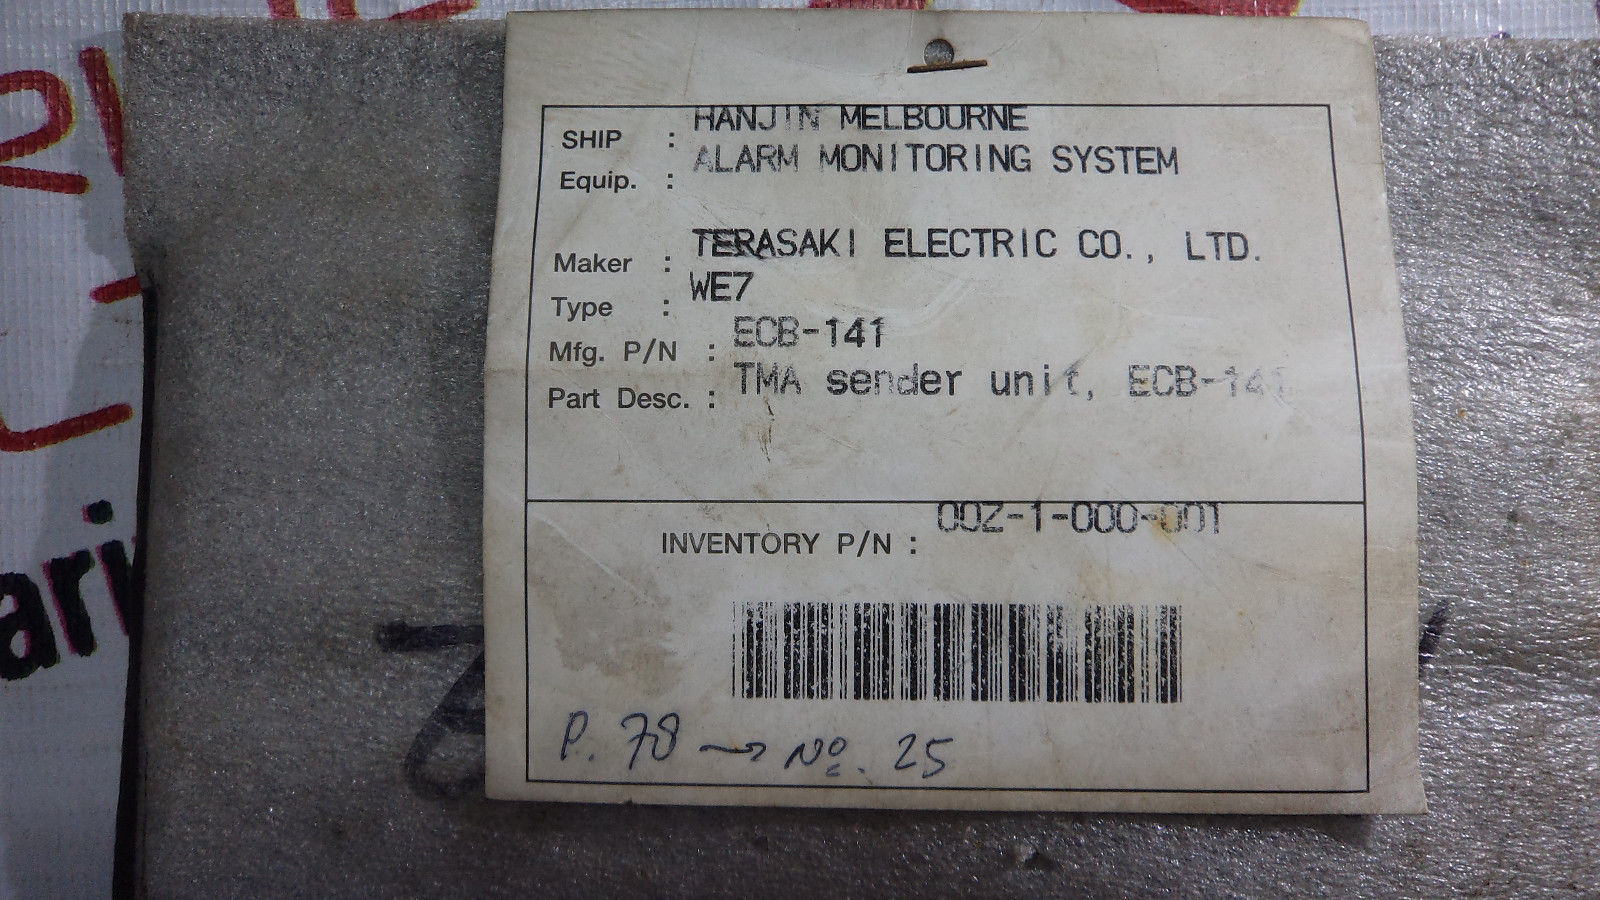 SHIP : HANJIN MELBOURNE
Equip. : ALARM MONITORING SYSTEM
Maker : TERASAKI ELECTRIC CO., LTD.
Type : WE7
Mfg. P/N : ECB-141
Part Desc. : TMA sender unit, ECB-141
INVENTORY P/N : 00Z-1-000-001
P. 78 → Nº. 25